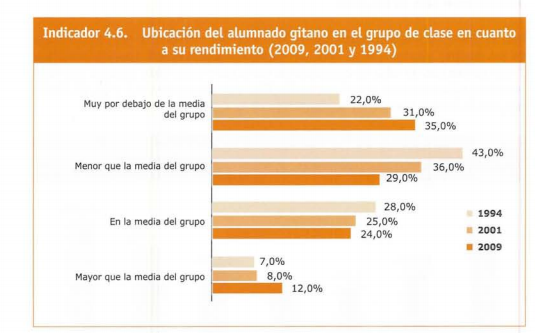 Indicador 4.6. Ubicación del alumnado gitano en el grupo de clase en cuanto
a su rendimiento (2009, 2001 y 1994)
Muy por debajo de la media
del grupo
22,0%
31,0%
35,0%
Menor que la media del grupo
43,0%
36,0%
29,0%
En la media del grupo
28,0%
25,0%
24,0%
Mayor que la media del grupo
7,0%
8,0%
12,0%
1994
2001
2009